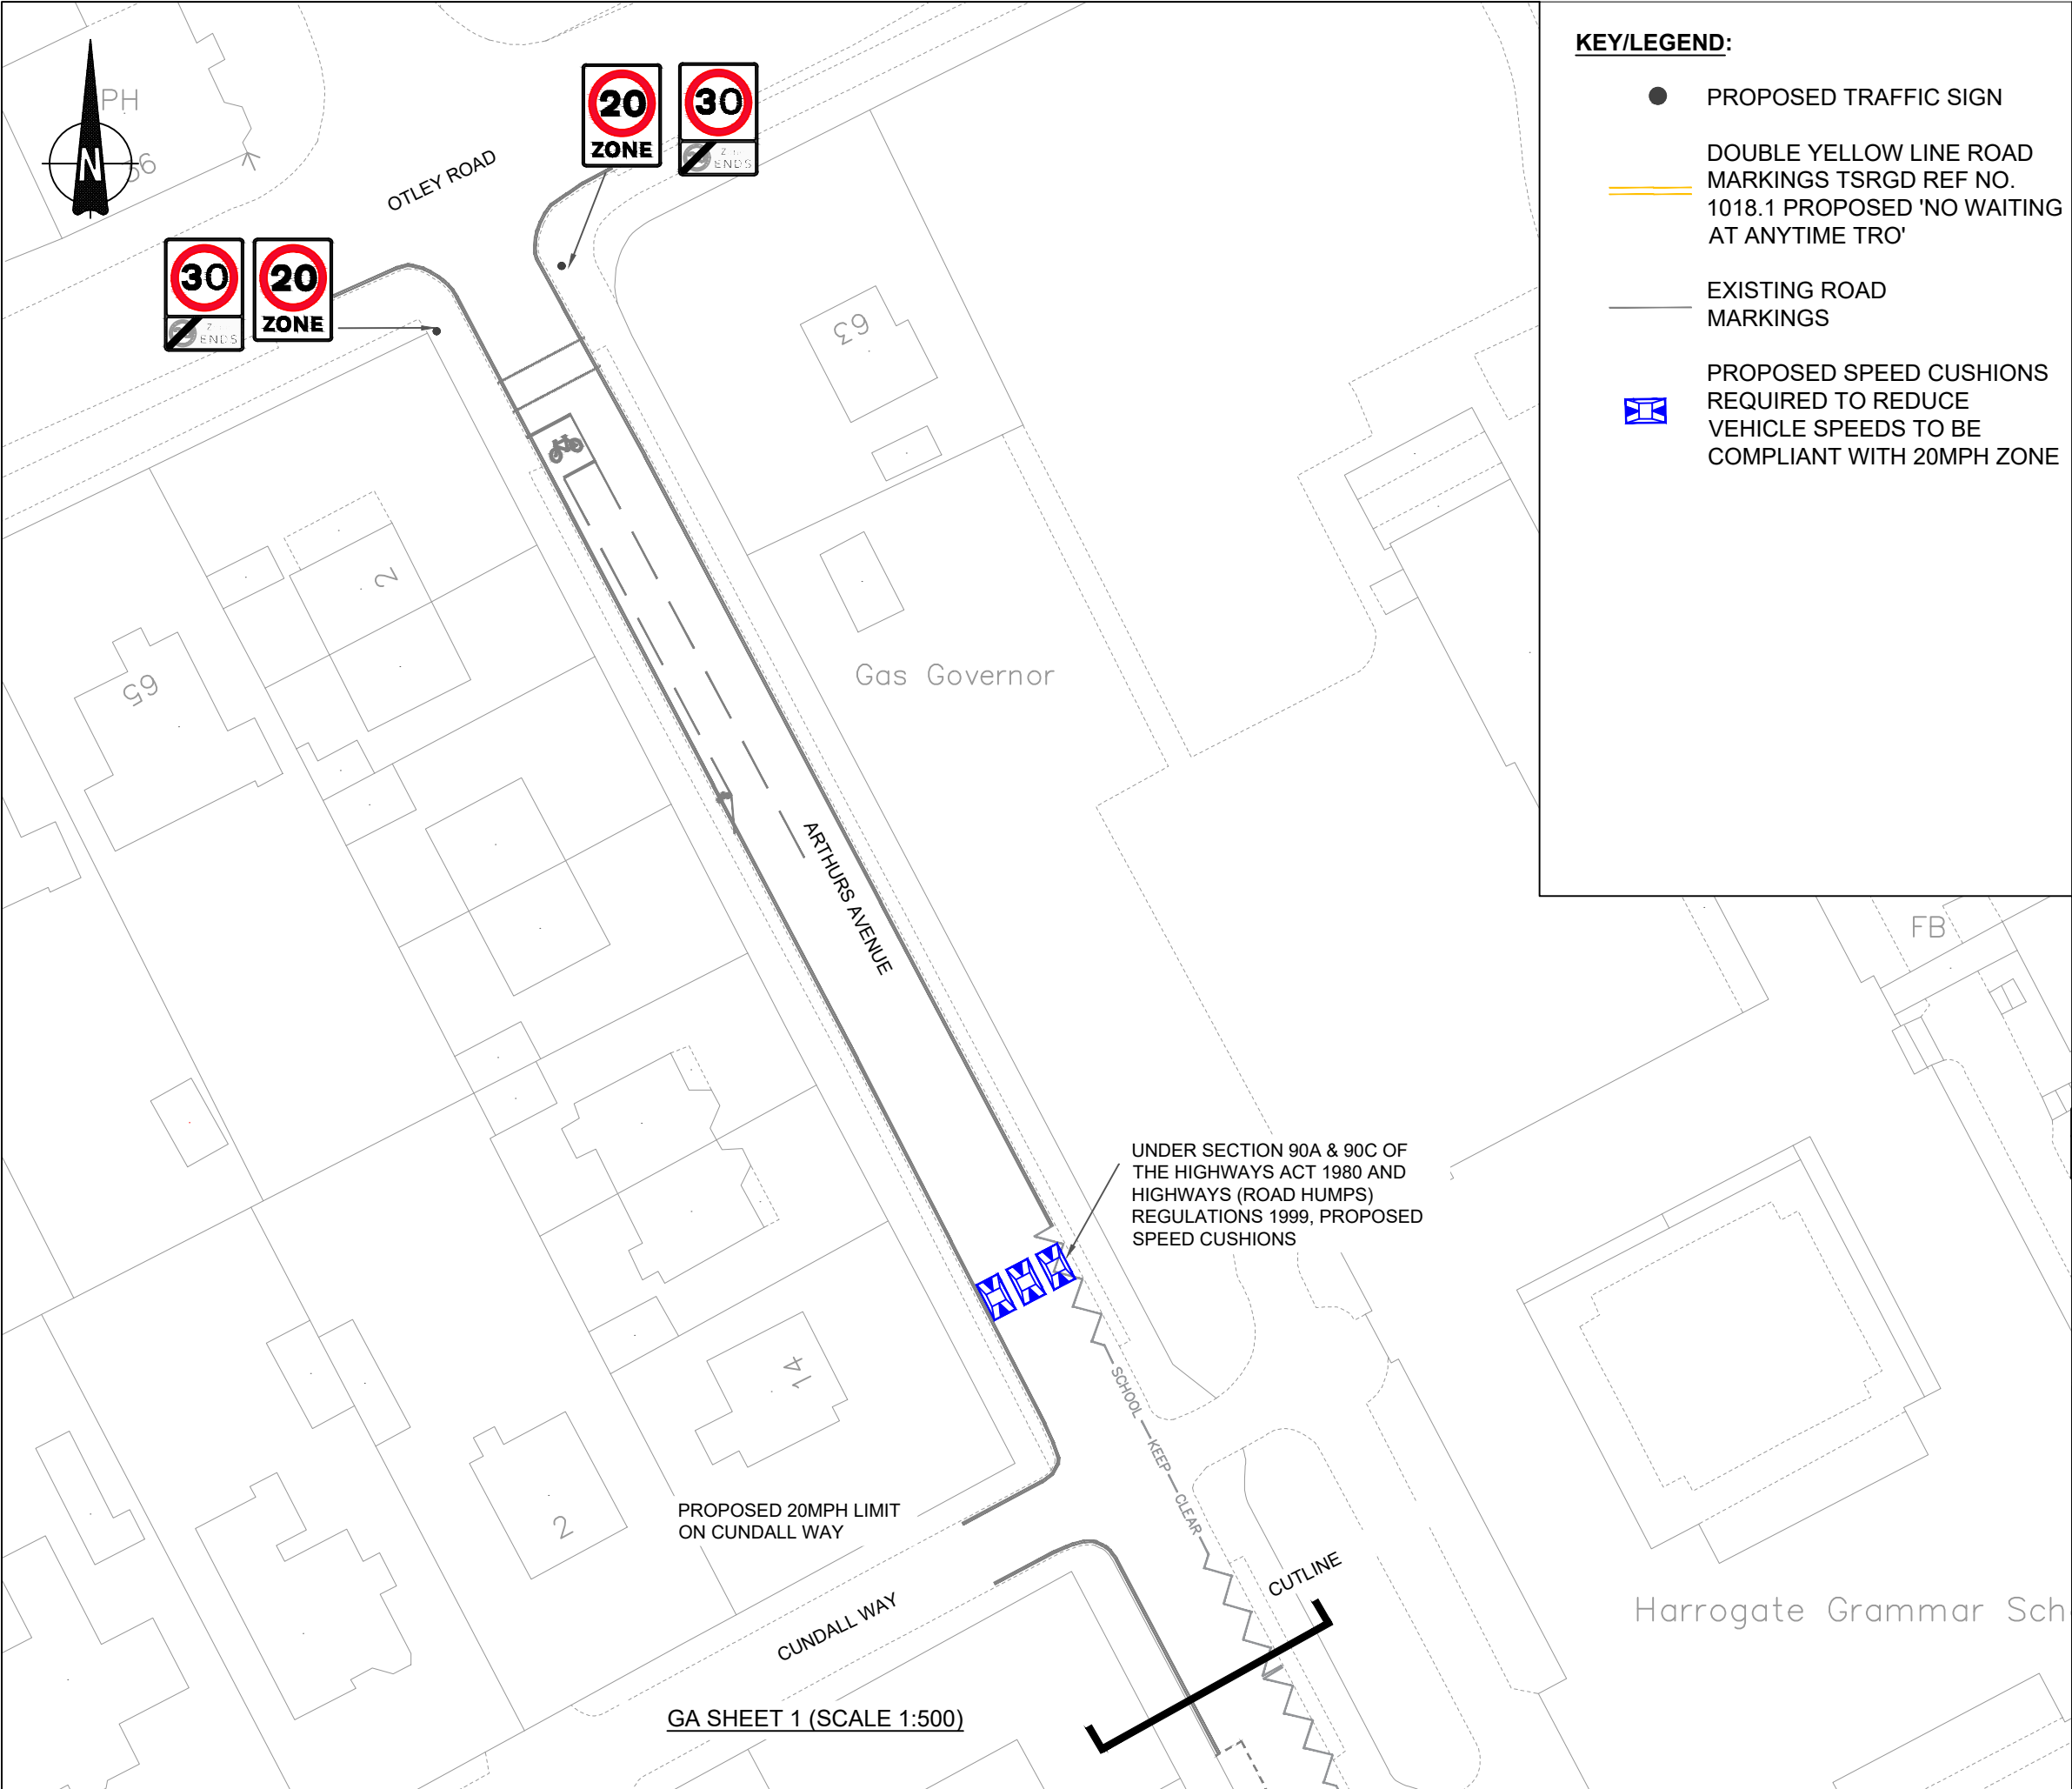 KEY/LEGEND:
PROPOSED TRAFFIC SIGN
DOUBLE YELLOW LINE ROAD
MARKINGS TSRGD REF NO.
1018.1 PROPOSED 'NO WAITING
AT ANYTIME TRO'
EXISTING ROAD
MARKINGS
PROPOSED SPEED CUSHIONS
REQUIRED TO REDUCE
VEHICLE SPEEDS TO BE
COMPLIANT WITH 20MPH ZONE
PH
N
20
ZONE
30
ENDS
OTLEY ROAD
30
ENDS
20
ZONE
63
2
65
Gas Governor
ARTHURS AVENUE
FB
UNDER SECTION 90A & 90C OF
THE HIGHWAYS ACT 1980 AND
HIGHWAYS (ROAD HUMPS)
REGULATIONS 1999, PROPOSED
SPEED CUSHIONS
14
SCHOOL KEEP CLEAR
2
PROPOSED 20MPH LIMIT
ON CUNDALL WAY
CUTLINE
CUNDALL WAY
Harrogate Grammar Sch
GA SHEET 1 (SCALE 1:500)